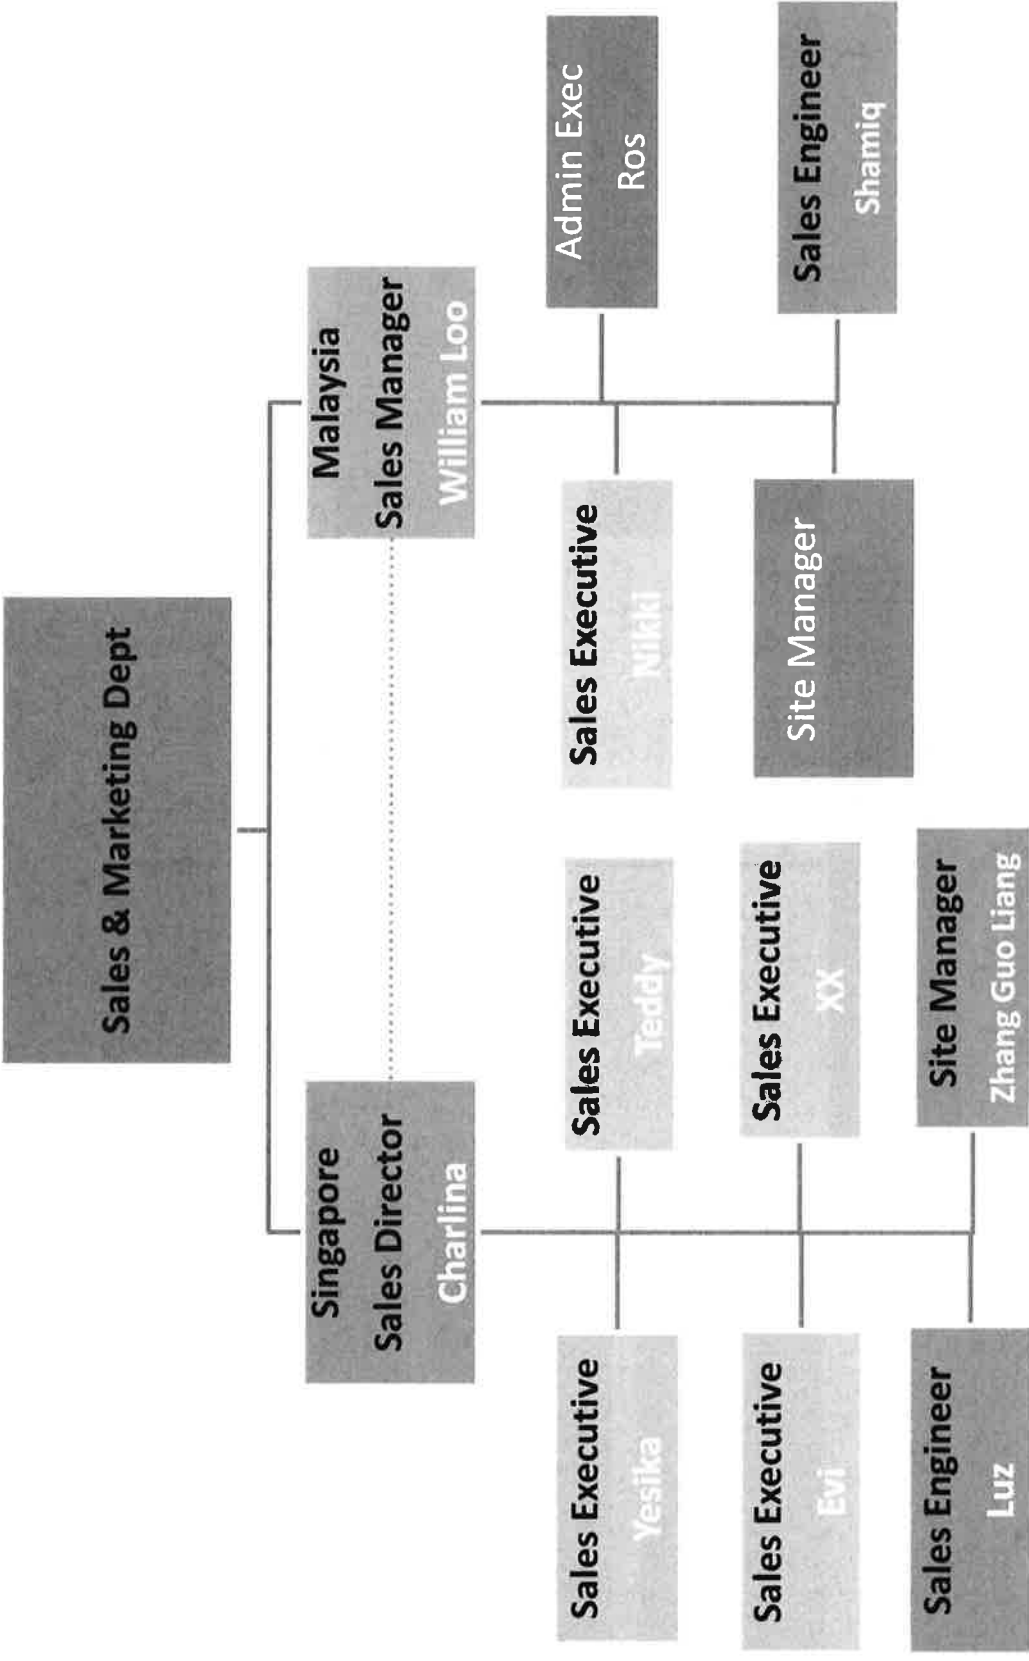 Sales & Marketing Dept
Singapore
Sales Director
Charlina
Malaysia
Sales Manager
William Loo
Sales Executive
Yesika
Sales Executive
Teddy
Sales Executive
Nikki
Admin Exec
Ros
Sales Executive
Evi
Sales Executive
XX
Site Manager
Sales Engineer
Shamiq
Sales Engineer
Luz
Site Manager
Zhang Guo Liang